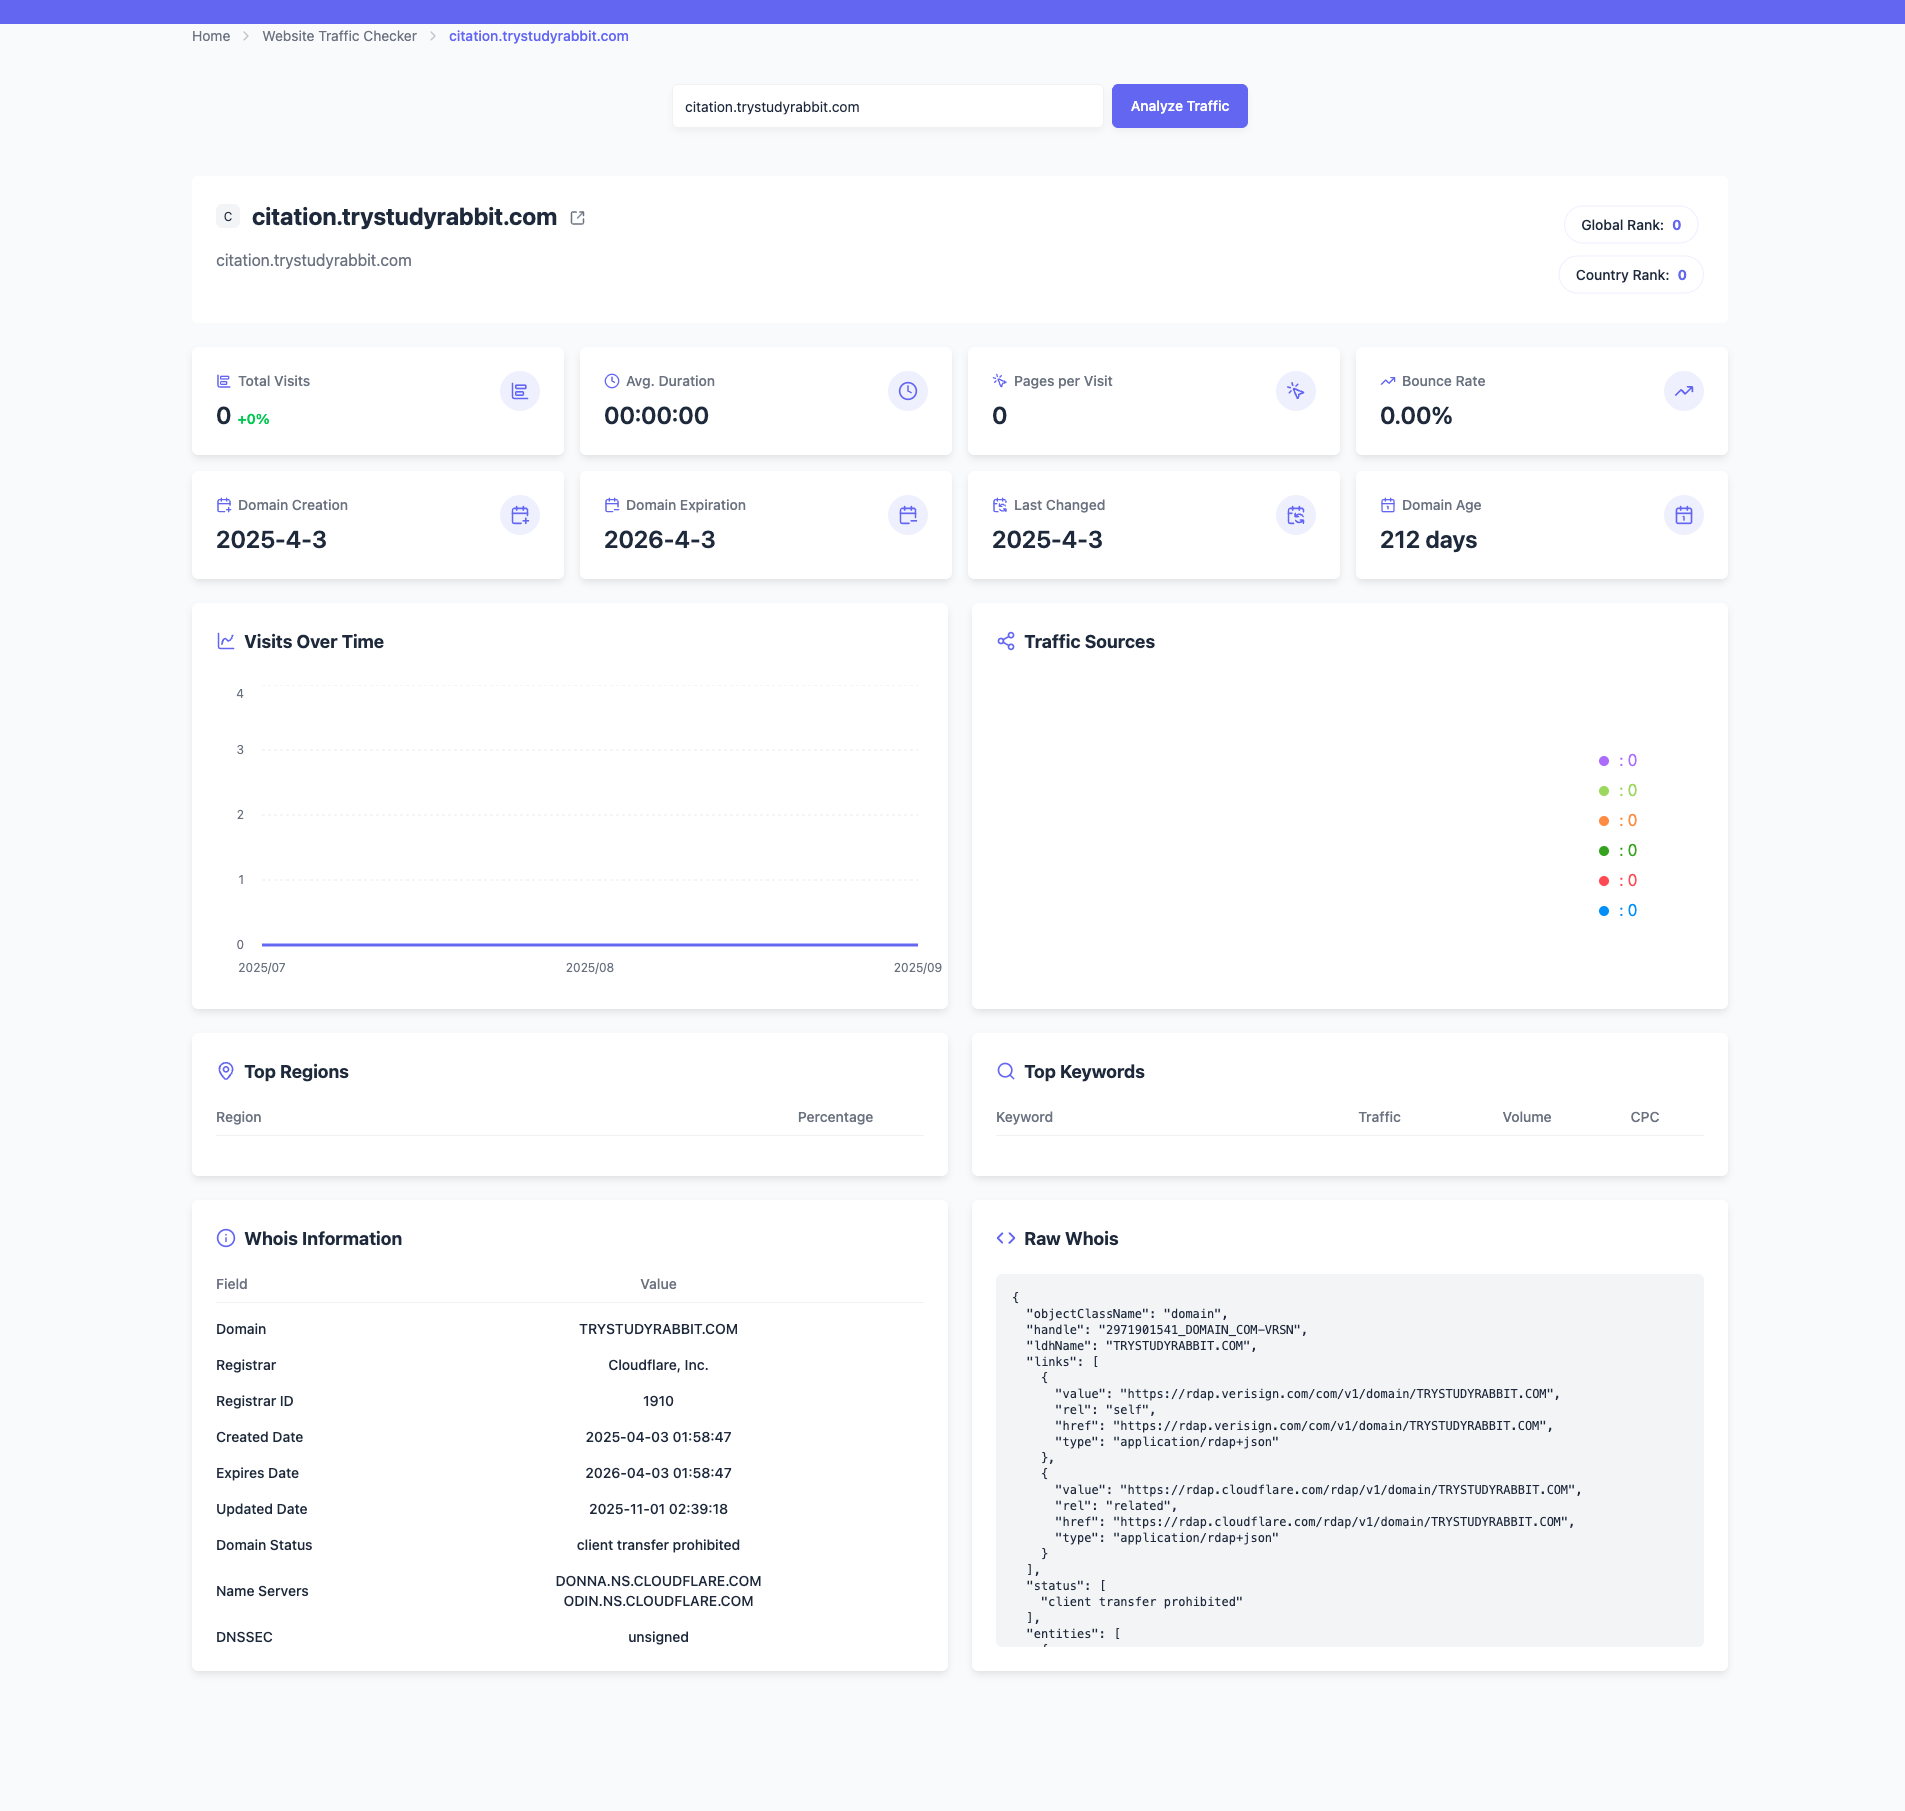 Home
Website Traffic Checker
citation.trystudyrabbit.com
citation.trystudyrabbit.com
Analyze Traffic
C
citation.trystudyrabbit.com
citation.trystudyrabbit.com
Global Rank: 0
Country Rank: 0
Total Visits
0 +0%
Avg. Duration
00:00:00
Pages per Visit
0
Bounce Rate
0.00%
Domain Creation
2025-4-3
Domain Expiration
2026-4-3
Last Changed
2025-4-3
Domain Age
212 days
Visits Over Time
4
3
2
1
0
2025/07
2025/08
2025/09
Traffic Sources
: 0
: 0
: 0
: 0
: 0
: 0
Top Regions
Region Percentage
Top Keywords
Keyword Traffic Volume CPC
Whois Information
Field Value
Domain TRYSTUDYRABBIT.COM
Registrar Cloudflare, Inc.
Registrar ID 1910
Created Date 2025-04-03 01:58:47
Expires Date 2026-04-03 01:58:47
Updated Date 2025-11-01 02:39:18
Domain Status client transfer prohibited
Name Servers DONNA.NS.CLOUDFLARE.COM
ODIN.NS.CLOUDFLARE.COM
DNSSEC unsigned
Raw Whois
{
"objectClassName": "domain",
"handle": "2971901541_DOMAIN_COM-VRSN",
"ldhName": "TRYSTUDYRABBIT.COM",
"links": [
{
"value": "https://rdap.verisign.com/com/v1/domain/TRYSTUDYRABBIT.COM",
"rel": "self",
"href": "https://rdap.verisign.com/com/v1/domain/TRYSTUDYRABBIT.COM",
"type": "application/rdap+json"
},
{
"value": "https://rdap.cloudflare.com/rdap/v1/domain/TRYSTUDYRABBIT.COM",
"rel": "related",
"href": "https://rdap.cloudflare.com/rdap/v1/domain/TRYSTUDYRABBIT.COM",
"type": "application/rdap+json"
}
],
"status": [
"client transfer prohibited"
],
"entities": [